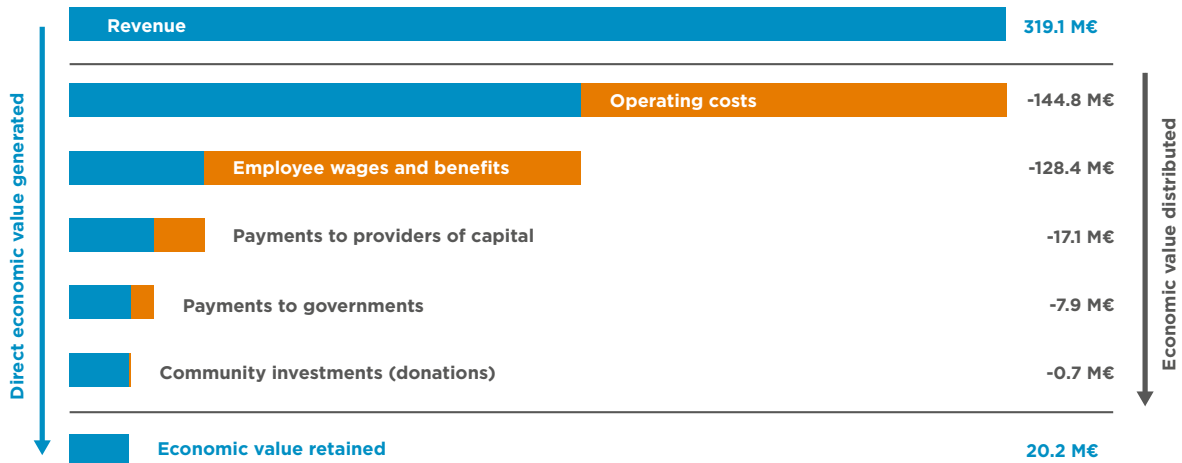 Direct economic value generated
Revenue 319.1 M€
Operating costs -144.8 M€
Employee wages and benefits -128.4 M€
Payments to providers of capital -17.1 M€
Payments to governments -7.9 M€
Community investments (donations) -0.7 M€
Economic value retained 20.2 M€
Economic value distributed